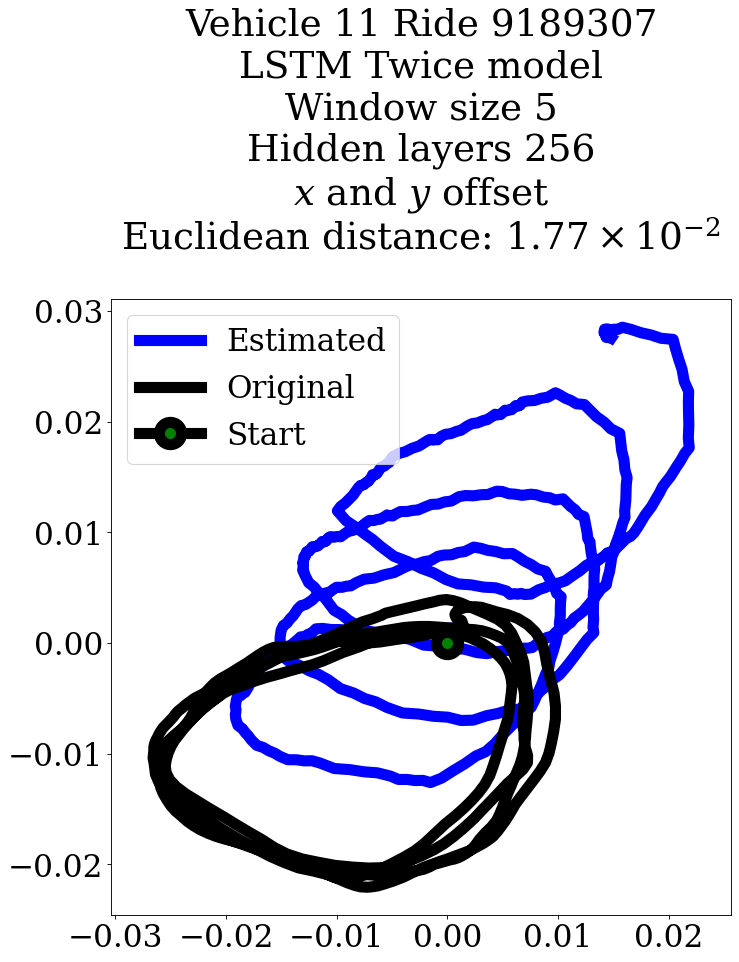 Vehicle 11 Ride 9189307
LSTM Twice model
Window size 5
Hidden layers 256
x and y offset
Euclidean distance: 1.77 × 10⁻²
Estimated
Original
Start
0.03
0.02
0.01
0.00
−0.01
−0.02
−0.03 −0.02 −0.01 0.00 0.01 0.02